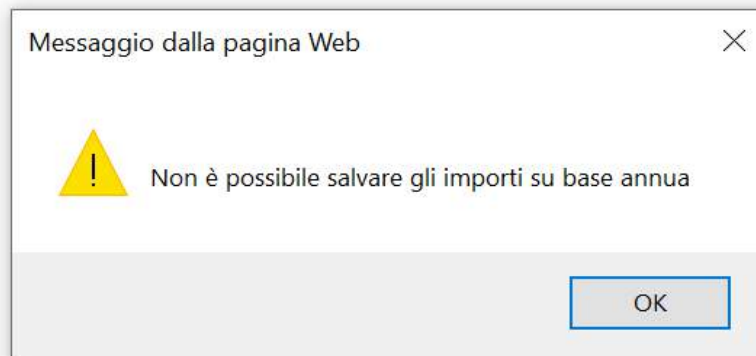 Messaggio dalla pagina Web
Non è possibile salvare gli importi su base annua
OK